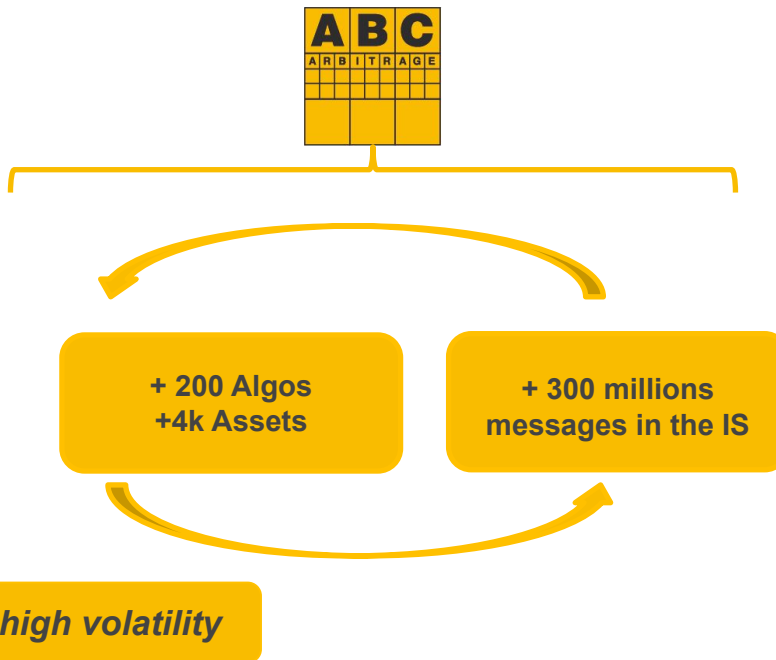 ABC
ARBITRAGE
+ 200 Algos
+4k Assets
+ 300 millions
messages in the IS
high volatility